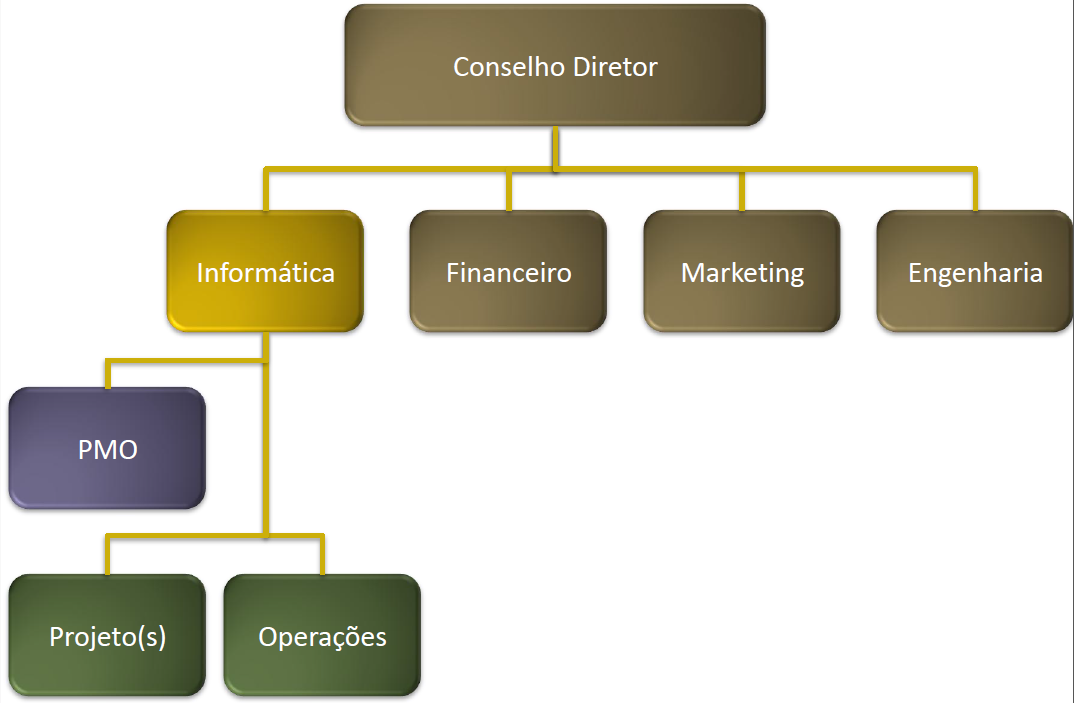 Conselho Diretor
Informática
Financeiro
Marketing
Engenharia
PMO
Projeto(s)
Operações